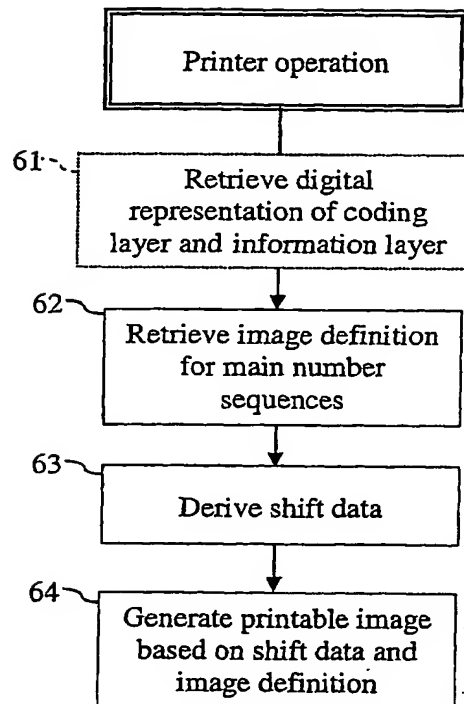 Printer operation
61
Retrieve digital
representation of coding
layer and information layer
62
Retrieve image definition
for main number
sequences
63
Derive shift data
64
Generate printable image
based on shift data and
image definition